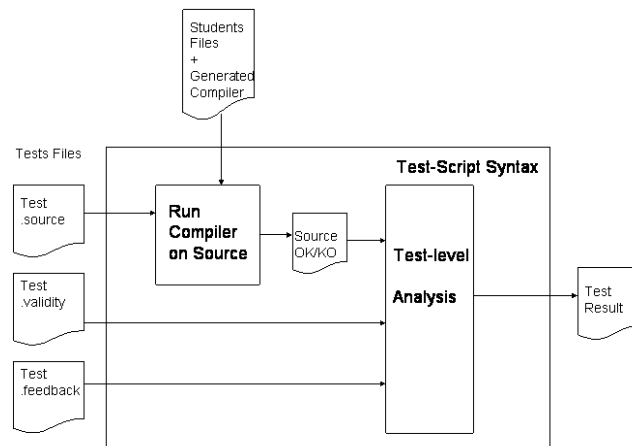 Students
Files
+
Generated
Compiler
Tests Files
Test-Script Syntax
Test
.source
Run
Compiler
on Source
Source
OK/KO
Test-level
Analysis
Test
.validity
Test
Result
Test
.feedback